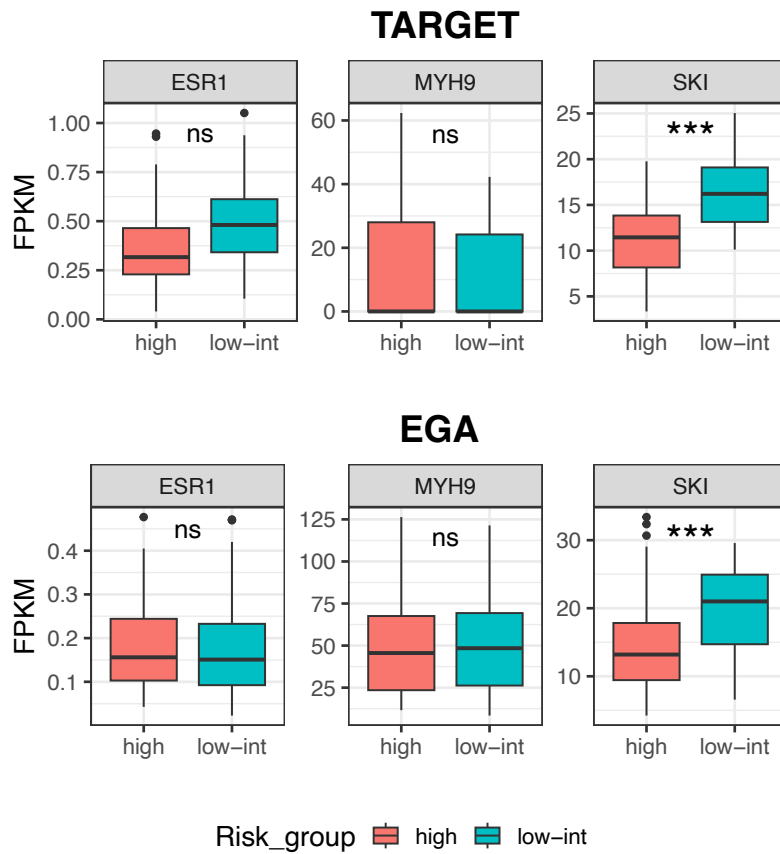 TARGET
ESR1 MYH9 SKI
FPKM
1.00
0.75
0.50
0.25
0.00
ns
high low−int
60
40
20
0
ns
high low−int
25
20
15
10
5
***
high low−int
EGA
ESR1 MYH9 SKI
FPKM
0.4
0.3
0.2
0.1
ns
high low−int
125
100
75
50
25
ns
high low−int
30
20
10
***
high low−int
Risk_group high low−int